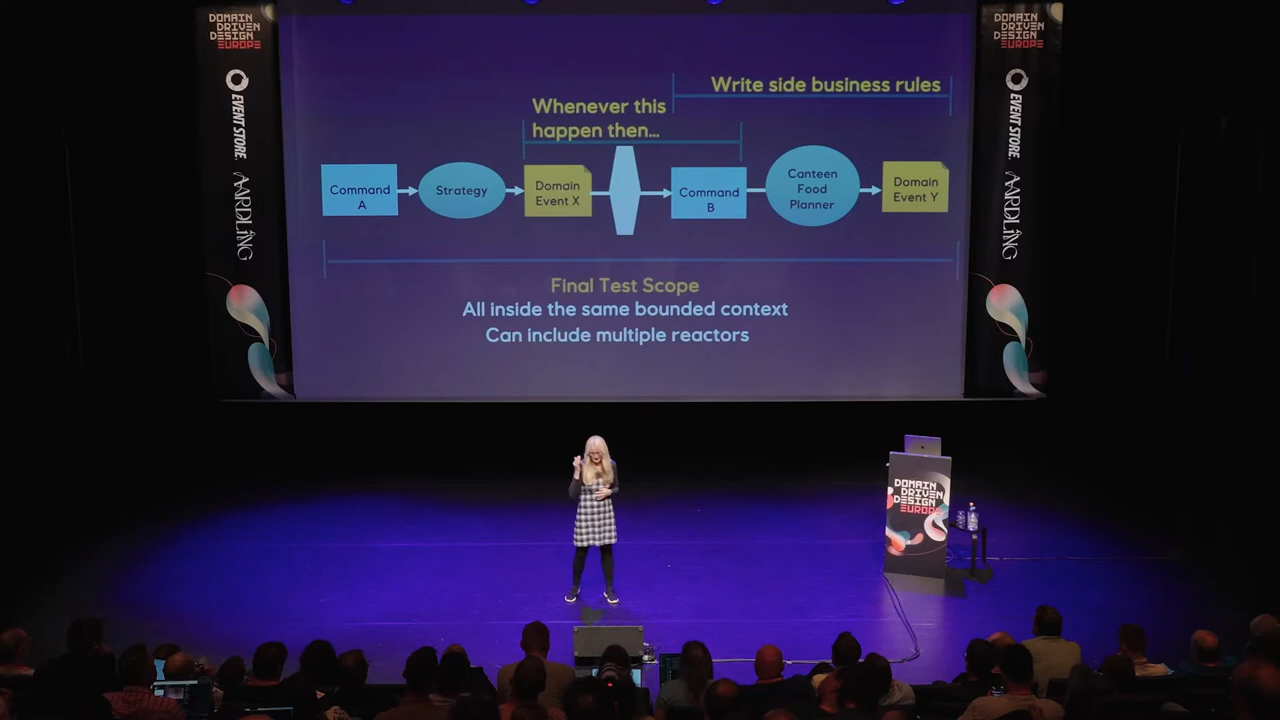 DOMAIN
DRIVEN
DESIGN
EUROPE
EVENT STORE.
AARDLING
Write side business rules
Whenever this
happen then...
Command
A
Strategy
Domain
Event X
Command
B
Canteen
Food
Planner
Domain
Event Y
Final Test Scope
All inside the same bounded context
Can include multiple reactors
DOMAIN
DRIVEN
DESIGN
EUROPE
EVENT STORE.
AARDLING
DOMAIN
DRIVEN
DESIGN
EUROPE